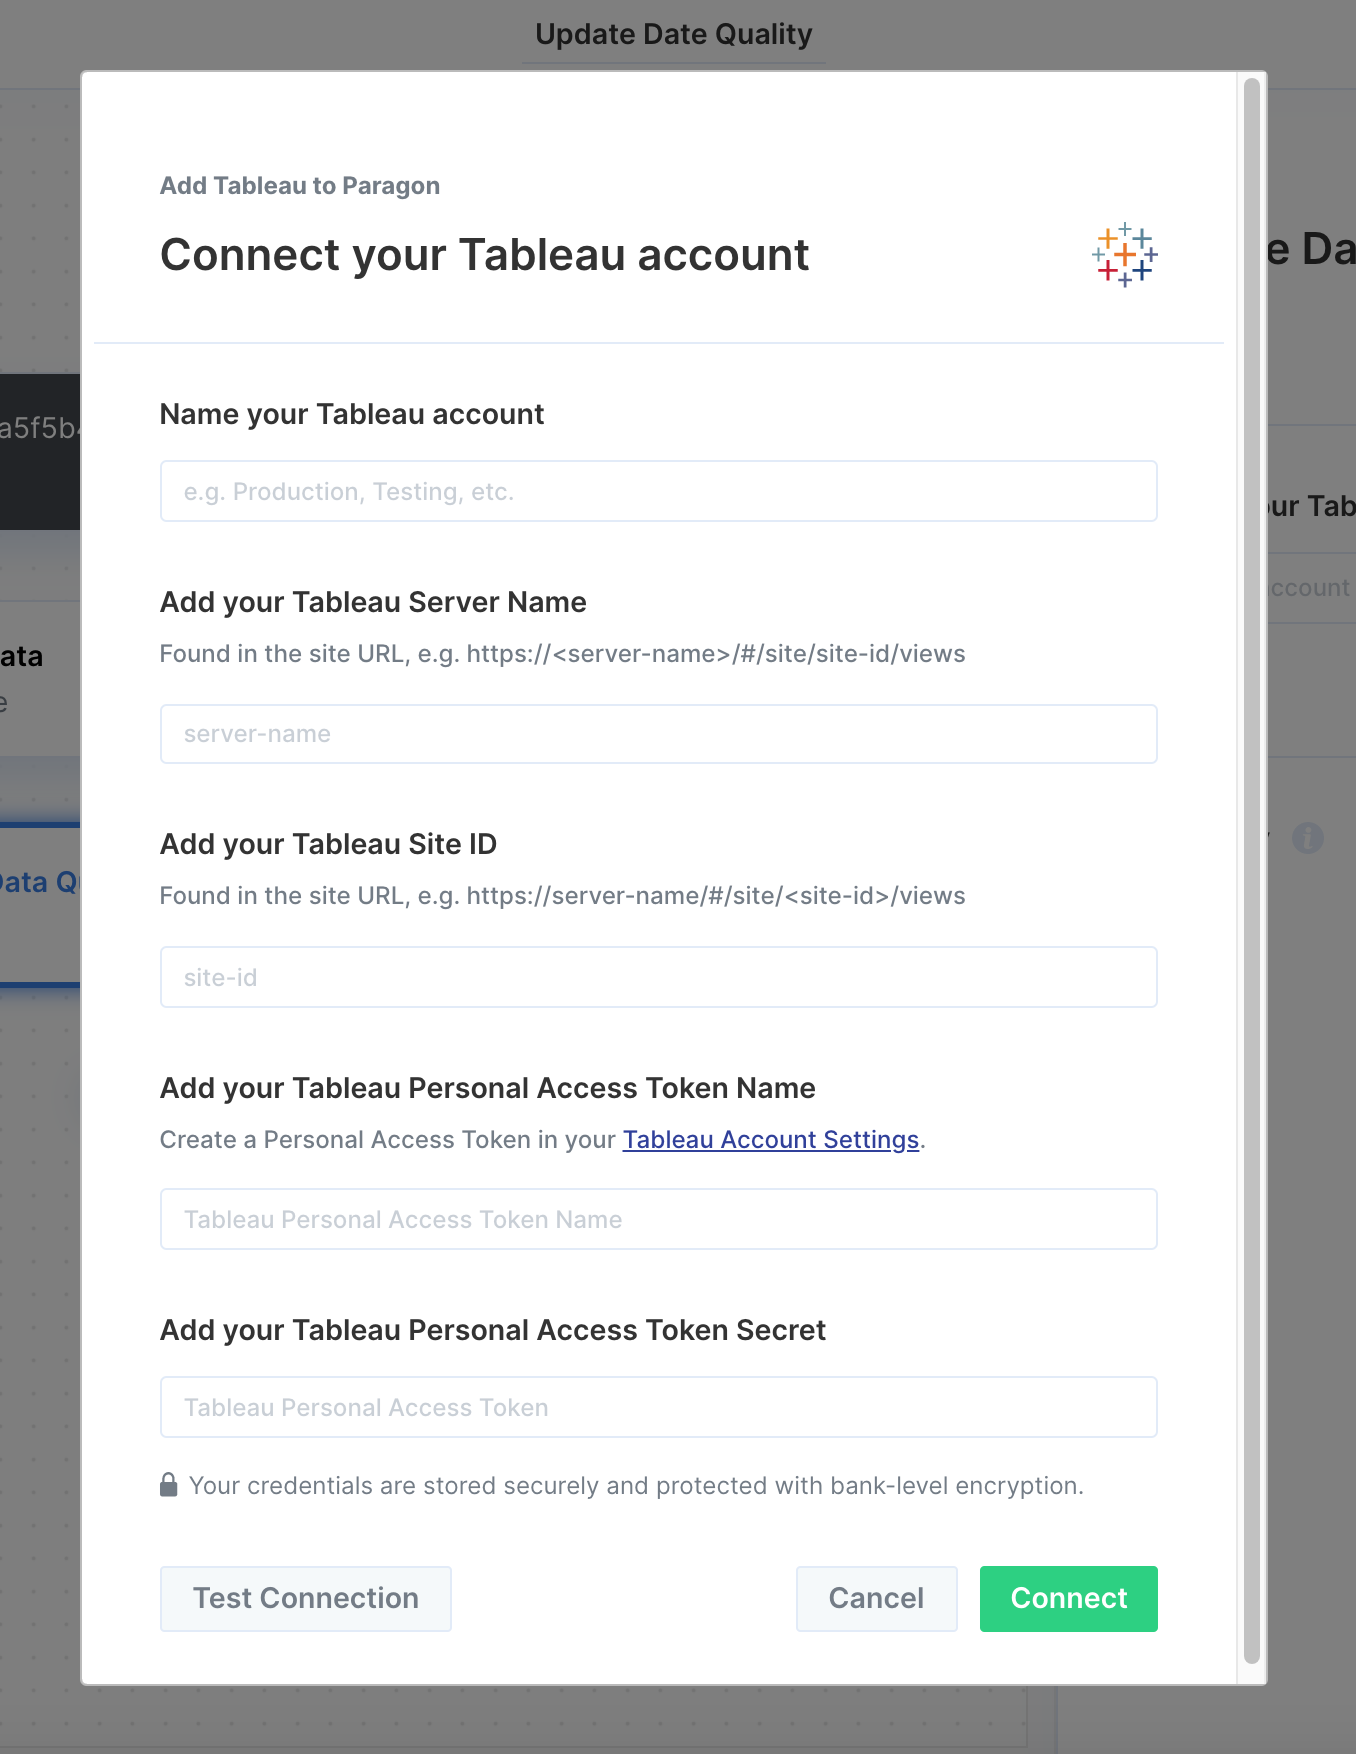 Update Date Quality
Add Tableau to Paragon
Connect your Tableau account
e Da
Name your Tableau account
a5f5b
e.g. Production, Testing, etc.
ur Tab
Add your Tableau Server Name
ccount
ata
Found in the site URL, e.g. https://<server-name>/#/site/site-id/views
e
server-name
Add your Tableau Site ID
Data Q
Found in the site URL, e.g. https://server-name/#/site/<site-id>/views
site-id
Add your Tableau Personal Access Token Name
Create a Personal Access Token in your Tableau Account Settings.
Tableau Personal Access Token Name
Add your Tableau Personal Access Token Secret
Tableau Personal Access Token
Your credentials are stored securely and protected with bank-level encryption.
Test Connection
Cancel
Connect